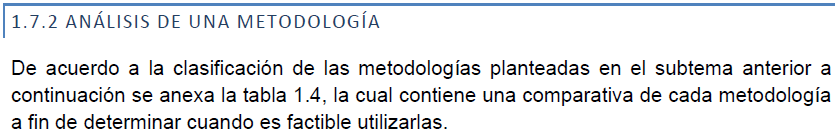 1.7.2 ANÁLISIS DE UNA METODOLOGÍA
De acuerdo a la clasificación de las metodologías planteadas en el subtema anterior a
continuación se anexa la tabla 1.4, la cual contiene una comparativa de cada metodología
a fin de determinar cuando es factible utilizarlas.